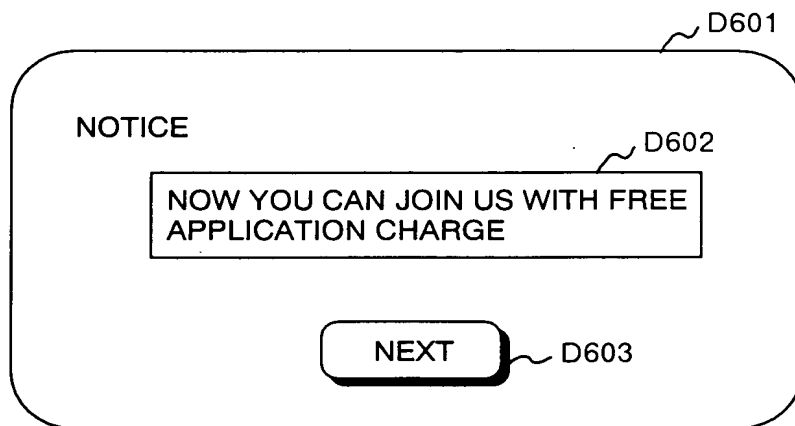 D601
NOTICE
D602
NOW YOU CAN JOIN US WITH FREE
APPLICATION CHARGE
NEXT
D603